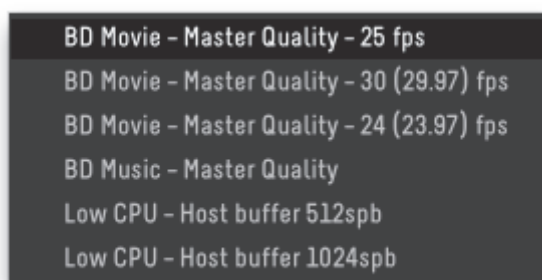 BD Movie – Master Quality – 25 fps
BD Movie – Master Quality – 30 (29.97) fps
BD Movie – Master Quality – 24 (23.97) fps
BD Music – Master Quality
Low CPU – Host buffer 512spb
Low CPU – Host buffer 1024spb